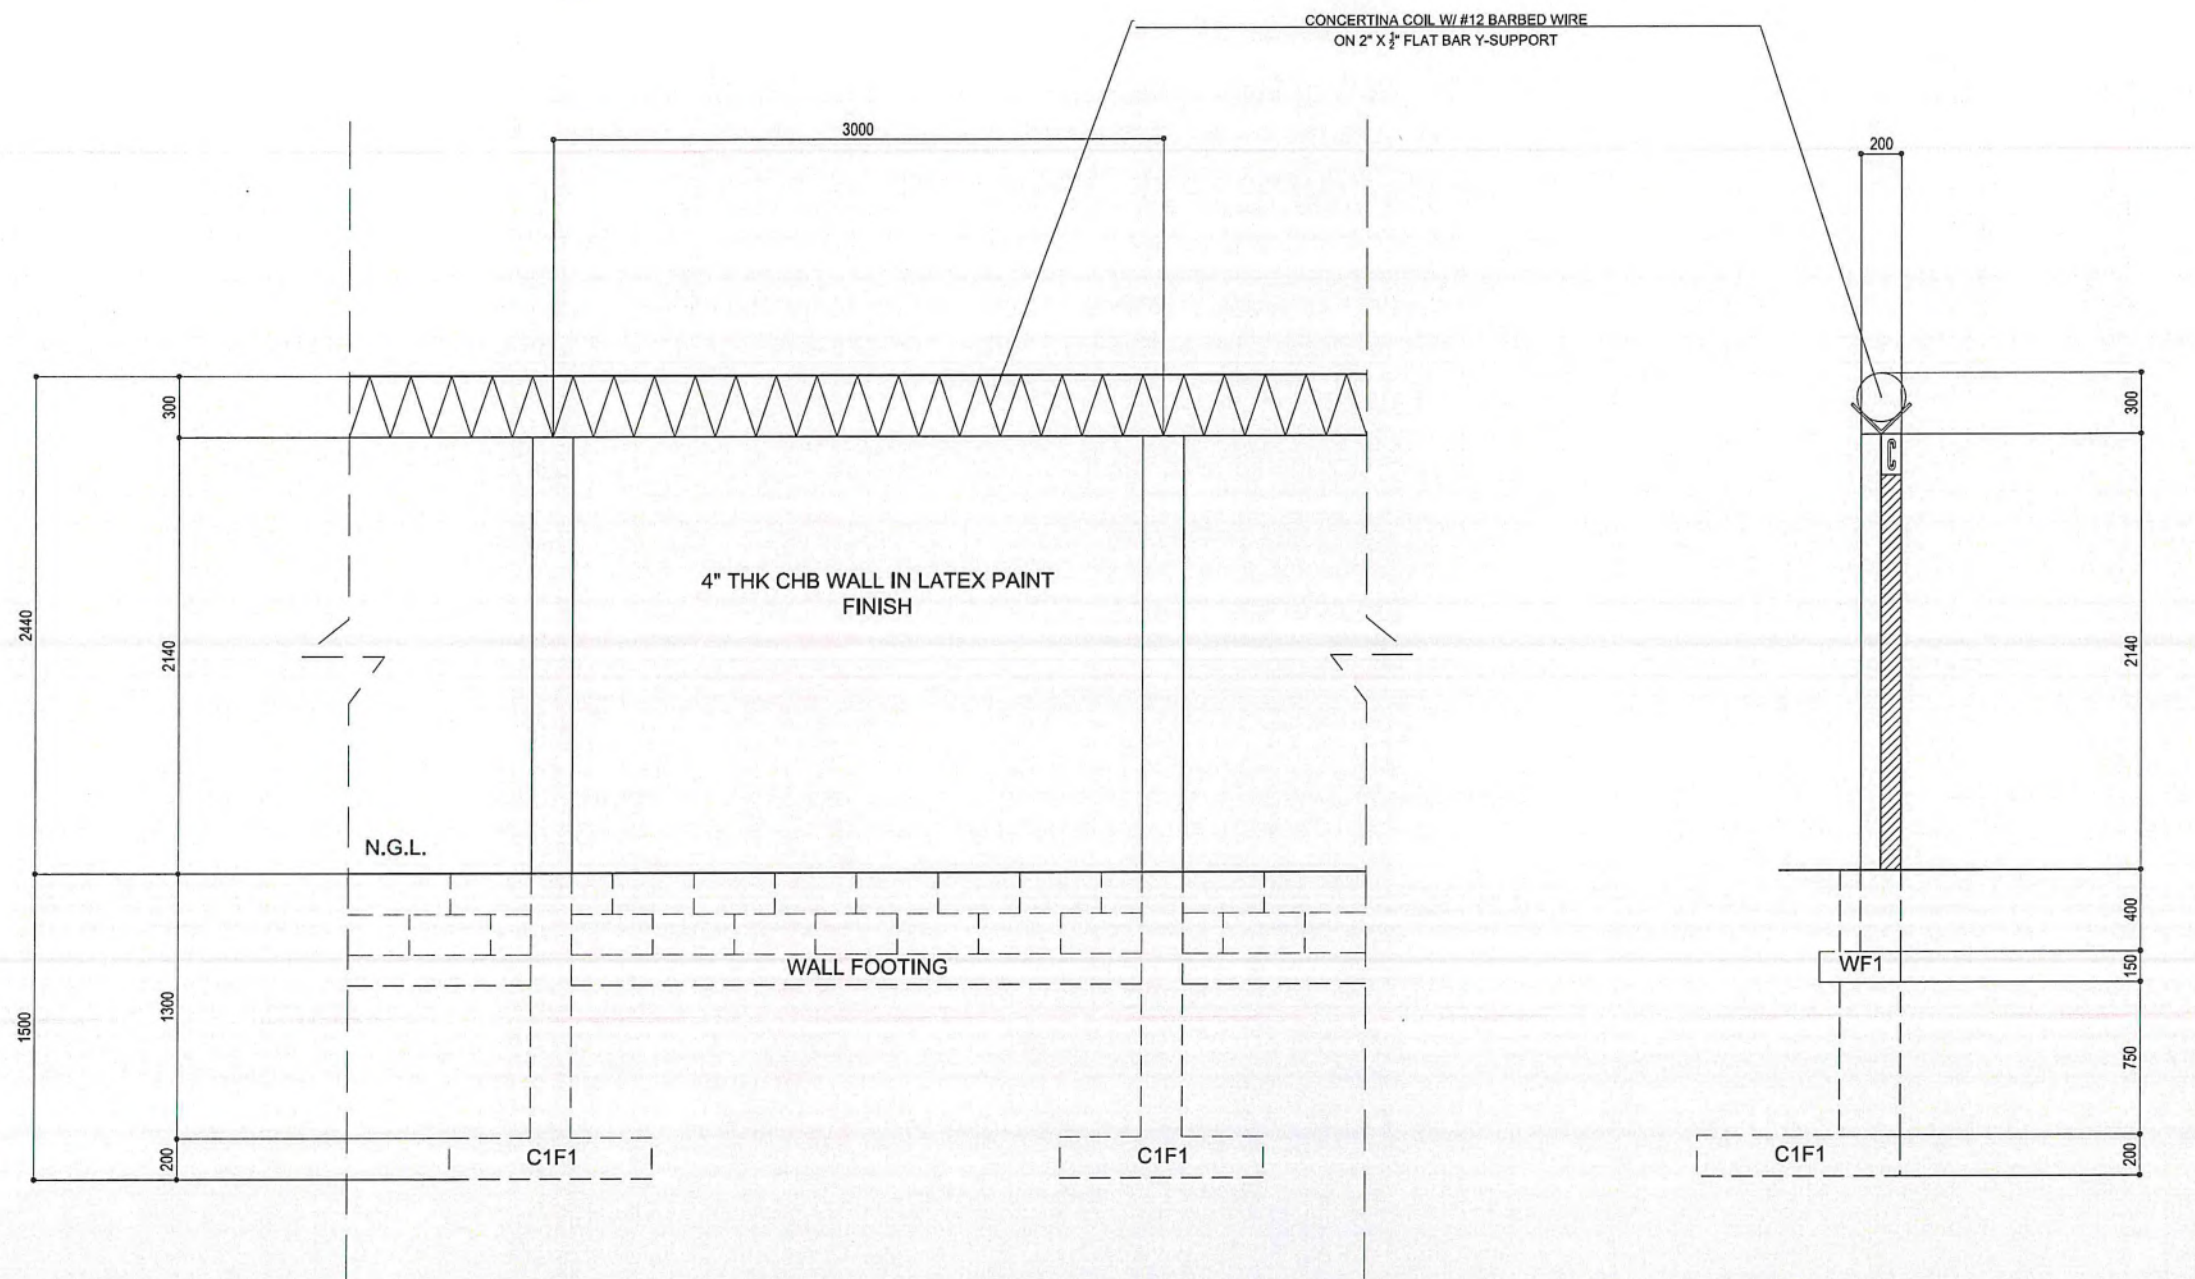 CONCERTINA COIL W/ #12 BARBED WIRE
ON 2" X ½" FLAT BAR Y-SUPPORT
3000
200
300
2440
2140
4" THK CHB WALL IN LATEX PAINT
FINISH
N.G.L.
WALL FOOTING
1500
1300
200
C1F1
C1F1
300
2140
400
WF1
150
750
C1F1
200